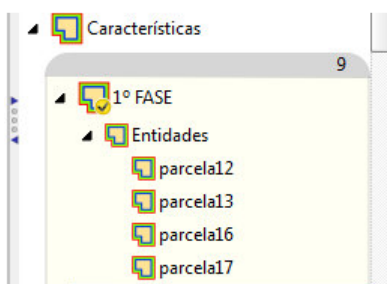 Características
9
1º FASE
Entidades
parcela12
parcela13
parcela16
parcela17